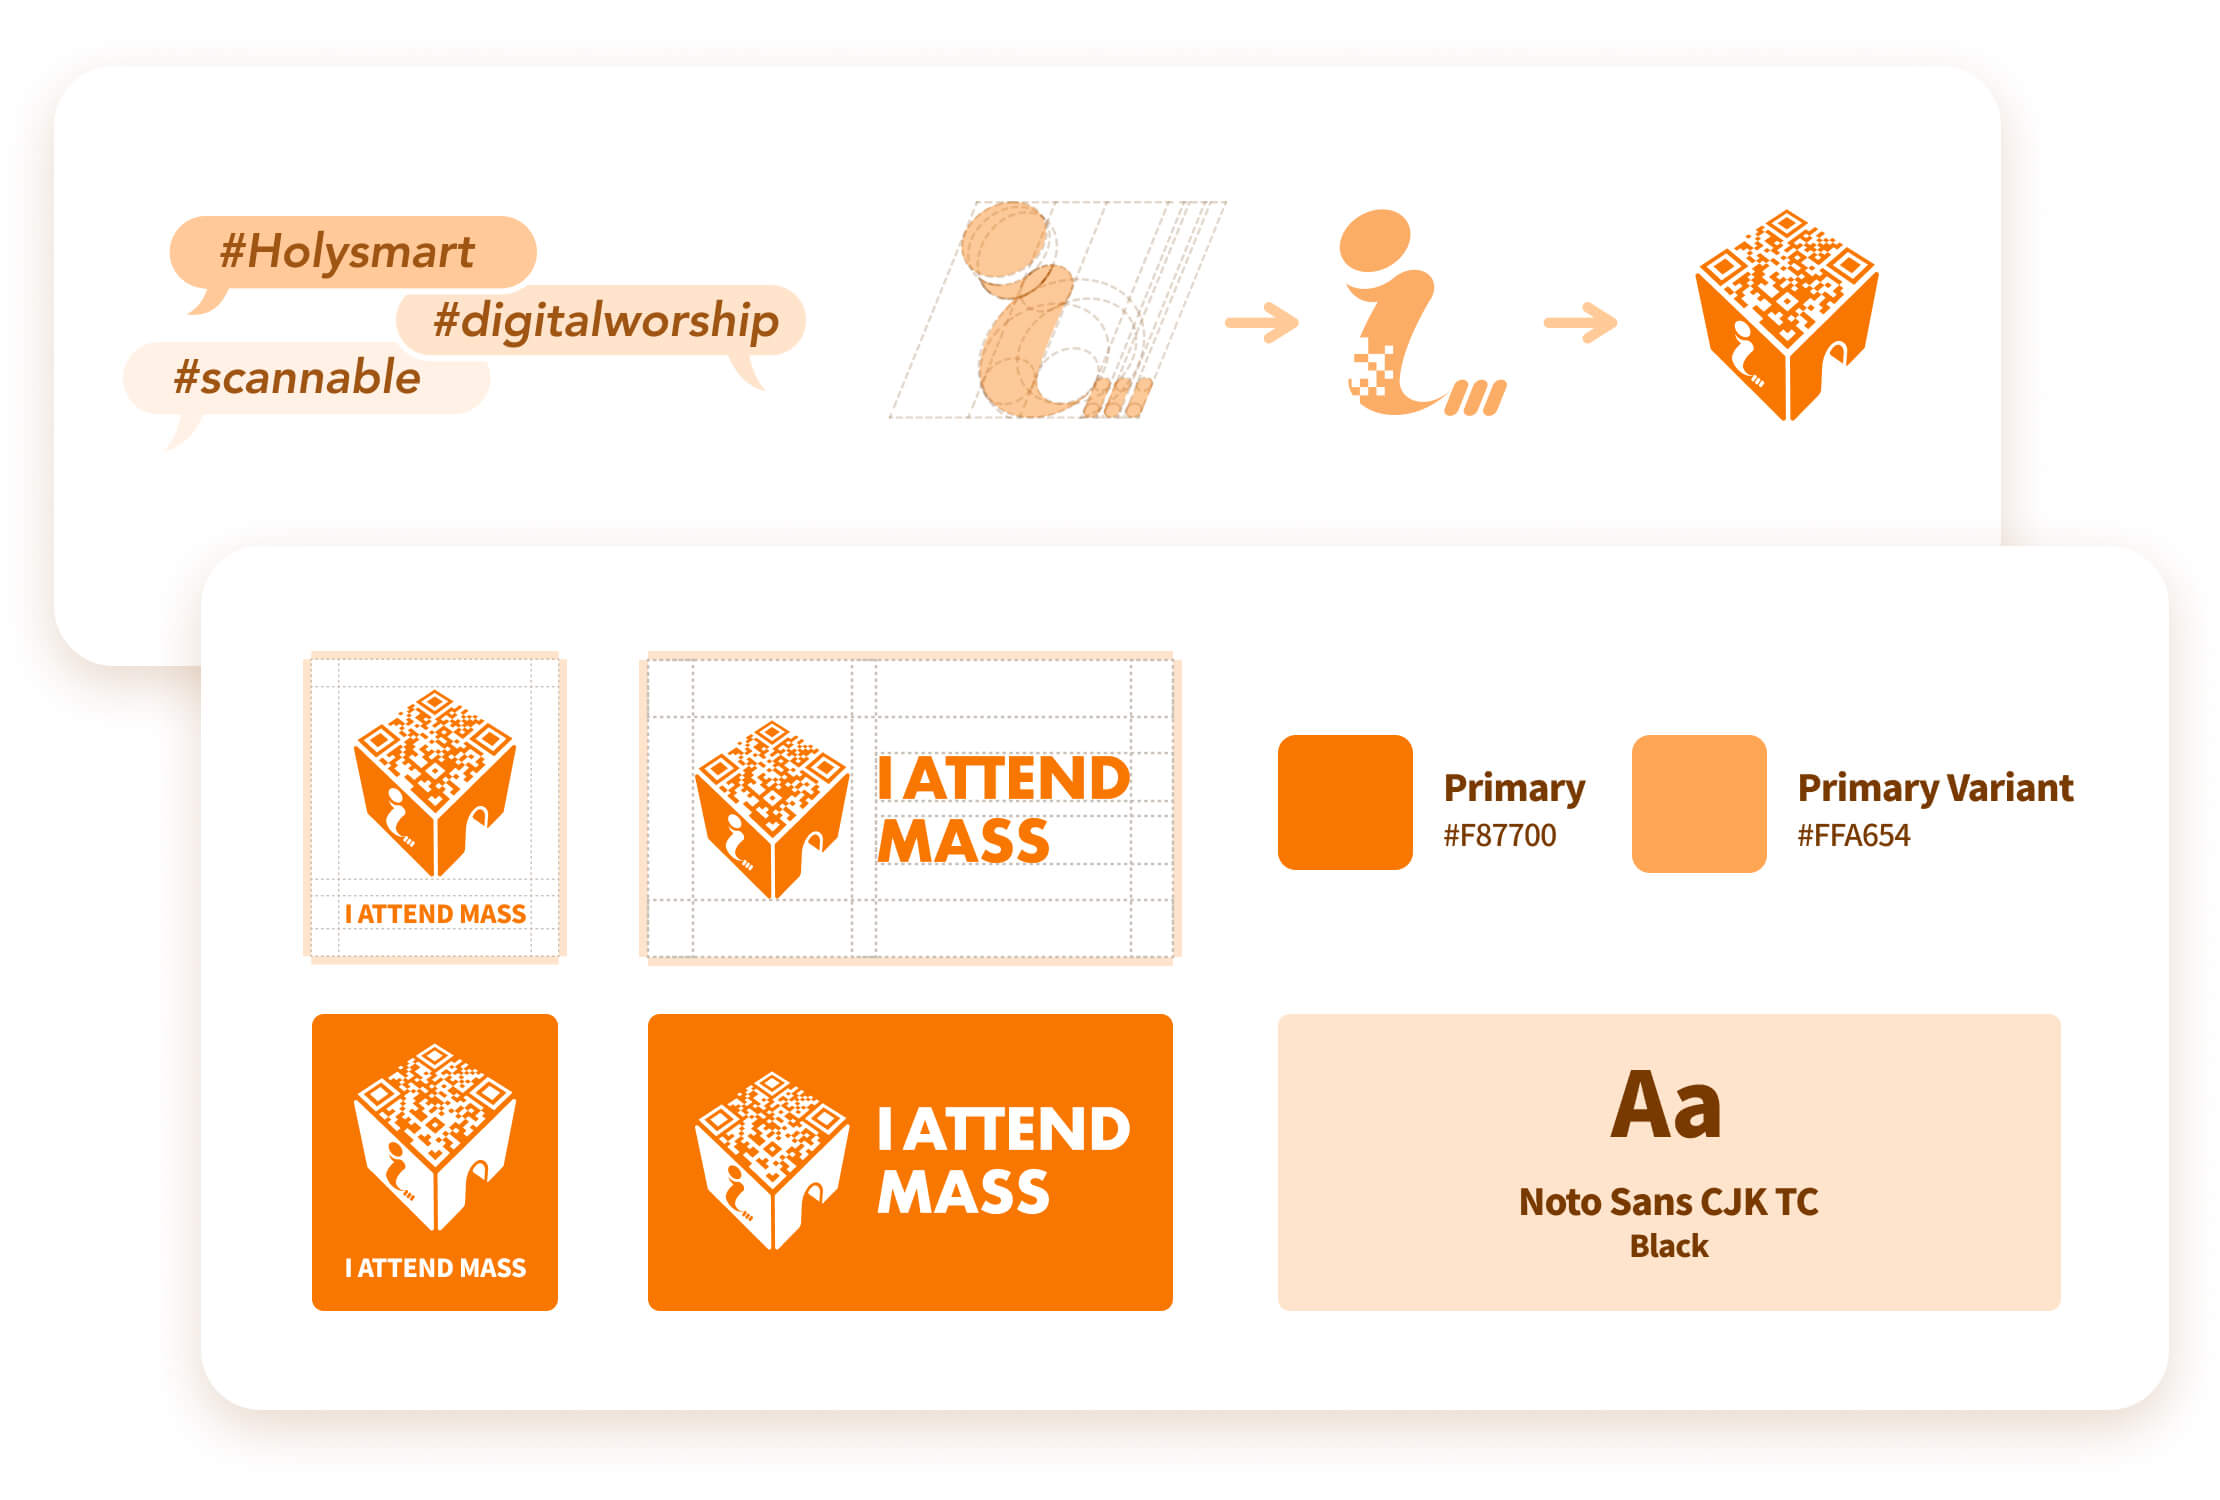 #Holysmart
#digitalworship
#scannable
I ATTEND MASS
I ATTEND
MASS
Primary
#F87700
Primary Variant
#FFA654
I ATTEND MASS
I ATTEND
MASS
Aa
Noto Sans CJK TC
Black